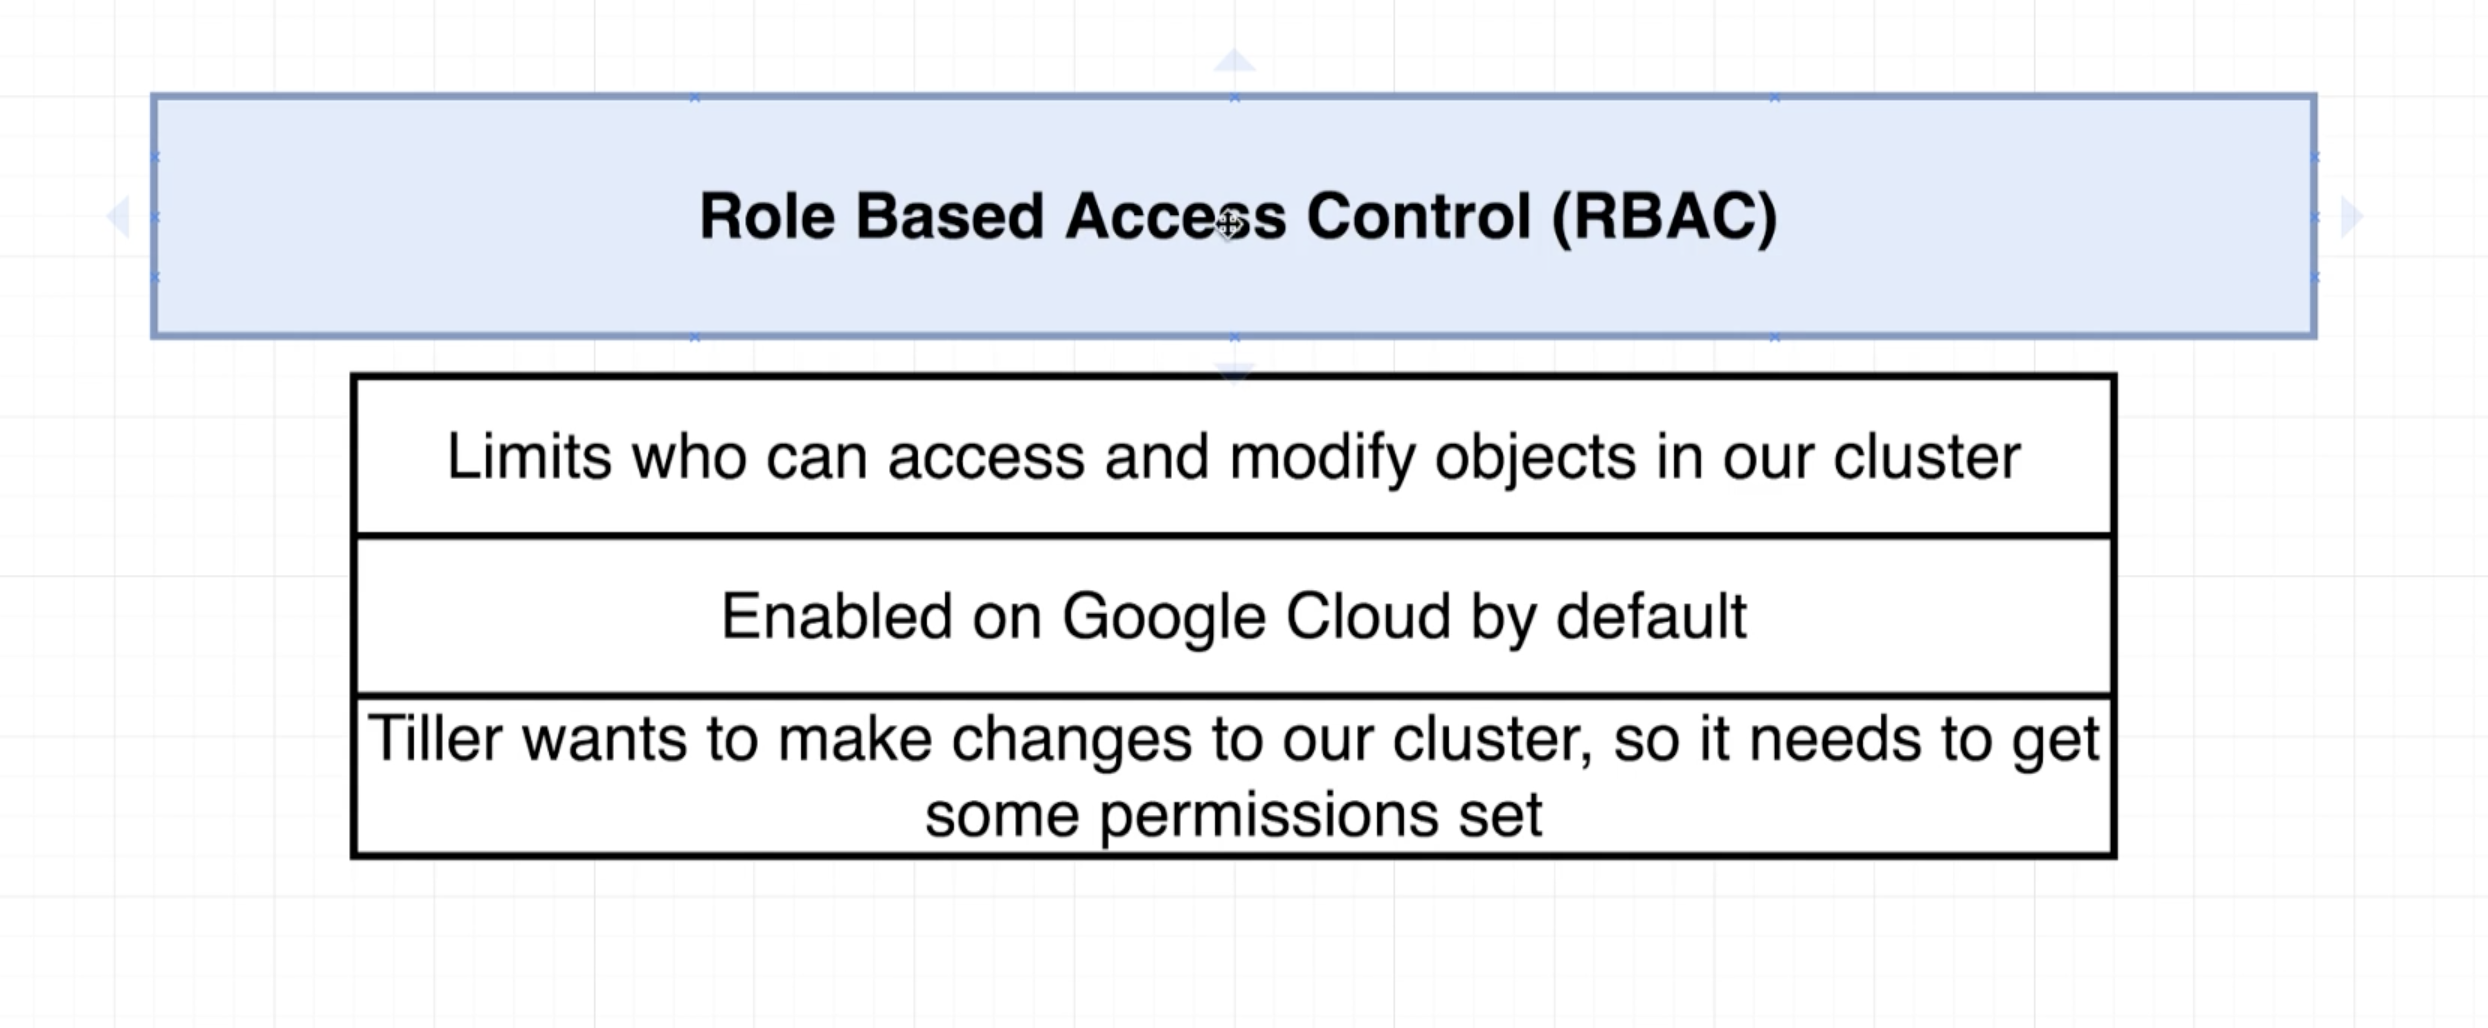 Role Based Access Control (RBAC)
Limits who can access and modify objects in our cluster
Enabled on Google Cloud by default
Tiller wants to make changes to our cluster, so it needs to get
some permissions set